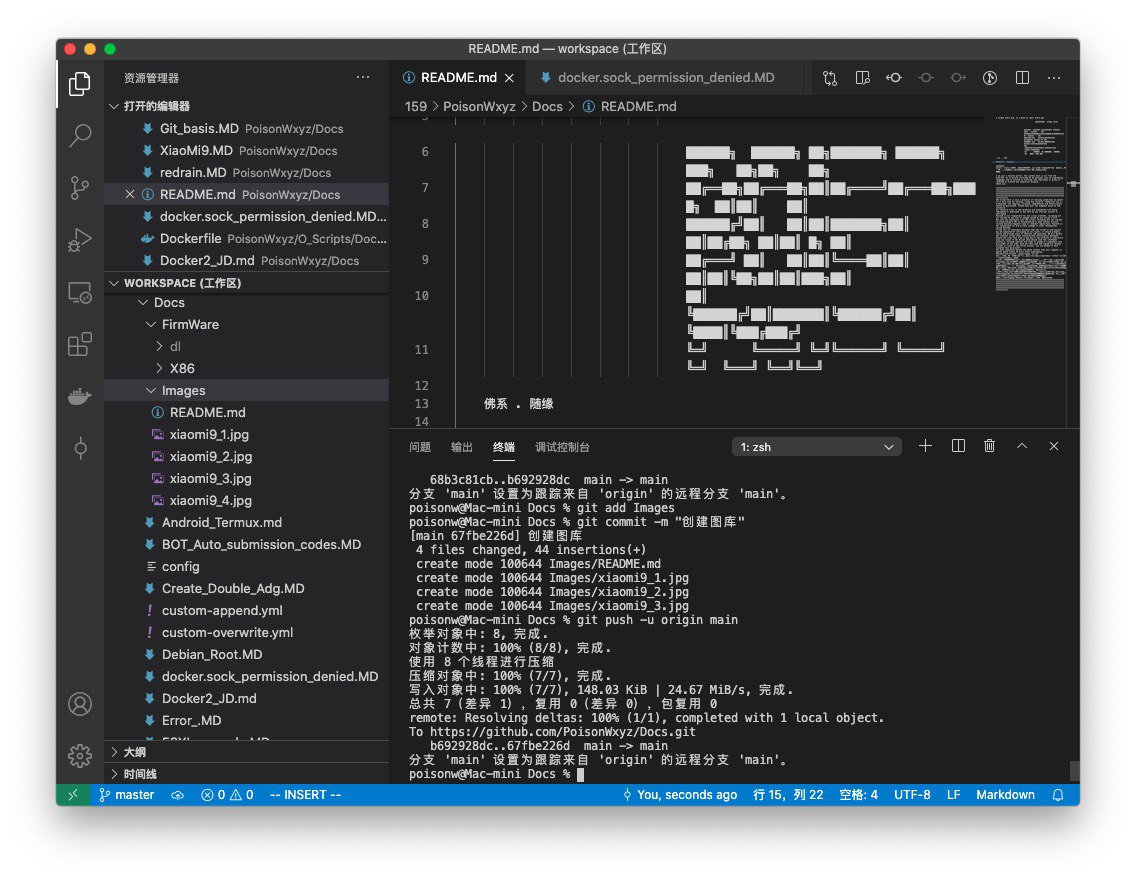 README.md — workspace (工作区)
资源管理器
打开的编辑器
Git_basis.MD PoisonWxyz/Docs
XiaoMi9.MD PoisonWxyz/Docs
redrain.MD PoisonWxyz/Docs
README.md PoisonWxyz/Docs
docker.sock_permission_denied.MD...
Dockerfile PoisonWxyz/O_Scripts/Doc...
Docker2_JD.md PoisonWxyz/Docs
WORKSPACE (工作区)
Docs
FirmWare
dl
X86
Images
README.md
xiaomi9_1.jpg
xiaomi9_2.jpg
xiaomi9_3.jpg
xiaomi9_4.jpg
Android_Termux.md
BOT_Auto_submission_codes.MD
config
Create_Double_Adg.MD
custom-append.yml
custom-overwrite.yml
Debian_Root.MD
docker.sock_permission_denied.MD
Docker2_JD.md
Error_.MD
大纲
时间线
README.md
docker.sock_permission_denied.MD
159 > PoisonWxyz > Docs > README.md
6
7
8
9
10
11
12
13 佛系 . 随缘
14
问题 输出 终端 调试控制台
1: zsh
68b3c81cb..b692928dc main -> main
分支 'main' 设置为跟踪来自 'origin' 的远程分支 'main'。
poisonw@Mac-mini Docs % git add Images
poisonw@Mac-mini Docs % git commit -m "创建图库"
[main 67fbe226d] 创建图库
4 files changed, 44 insertions(+)
create mode 100644 Images/README.md
create mode 100644 Images/xiaomi9_1.jpg
create mode 100644 Images/xiaomi9_2.jpg
create mode 100644 Images/xiaomi9_3.jpg
poisonw@Mac-mini Docs % git push -u origin main
枚举对象中: 8, 完成.
对象计数中: 100% (8/8), 完成.
使用 8 个线程进行压缩
压缩对象中: 100% (7/7), 完成.
写入对象中: 100% (7/7), 148.03 KiB | 24.67 MiB/s, 完成.
总共 7（差异 1），复用 0（差异 0），包复用 0
remote: Resolving deltas: 100% (1/1), completed with 1 local object.
To https://github.com/PoisonWxyz/Docs.git
b692928dc..67fbe226d main -> main
分支 'main' 设置为跟踪来自 'origin' 的远程分支 'main'。
poisonw@Mac-mini Docs %
master 0 0 -- INSERT -- You, seconds ago 行 15，列 22 空格: 4 UTF-8 LF Markdown